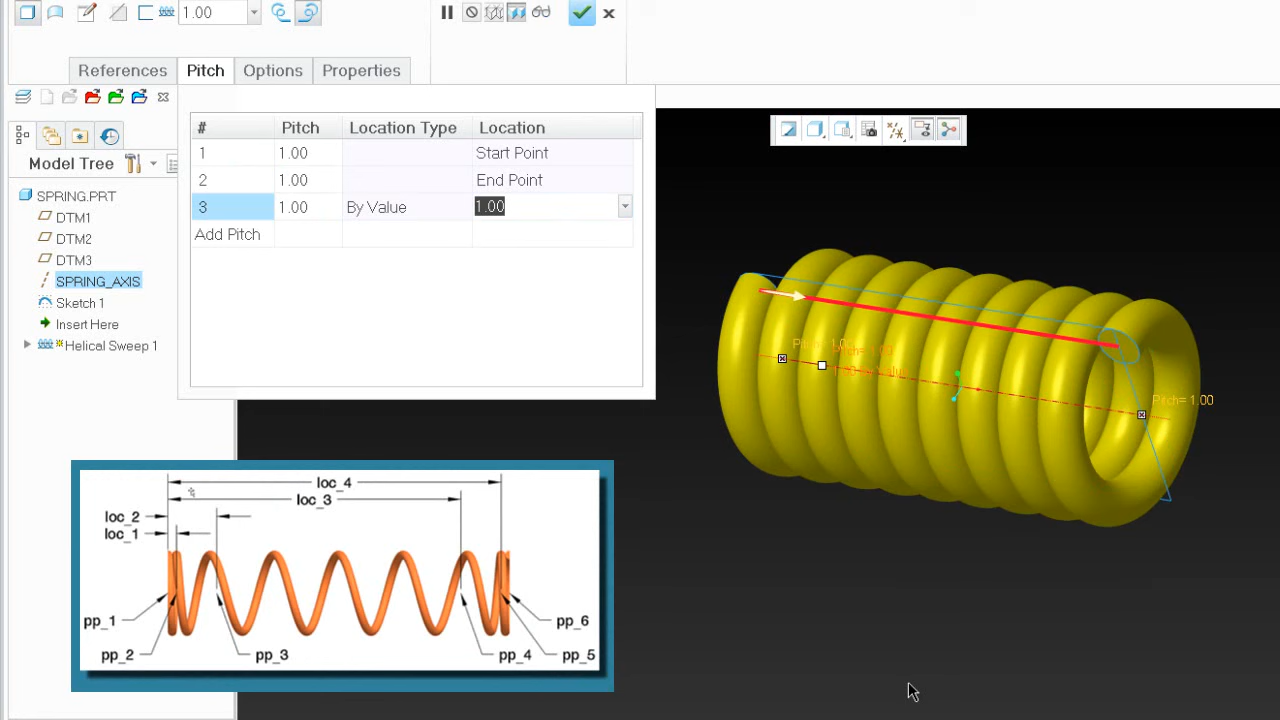 1.00
References Pitch Options Properties
# Pitch Location Type Location
1 1.00 Start Point
2 1.00 End Point
3 1.00 By Value 1.00
Add Pitch
Model Tree
SPRING.PRT
DTM1
DTM2
DTM3
SPRING_AXIS
Sketch 1
Insert Here
Helical Sweep 1
Pitch= 1.00
loc_4
loc_3
loc_2
loc_1
pp_1
pp_2
pp_3
pp_4
pp_5
pp_6